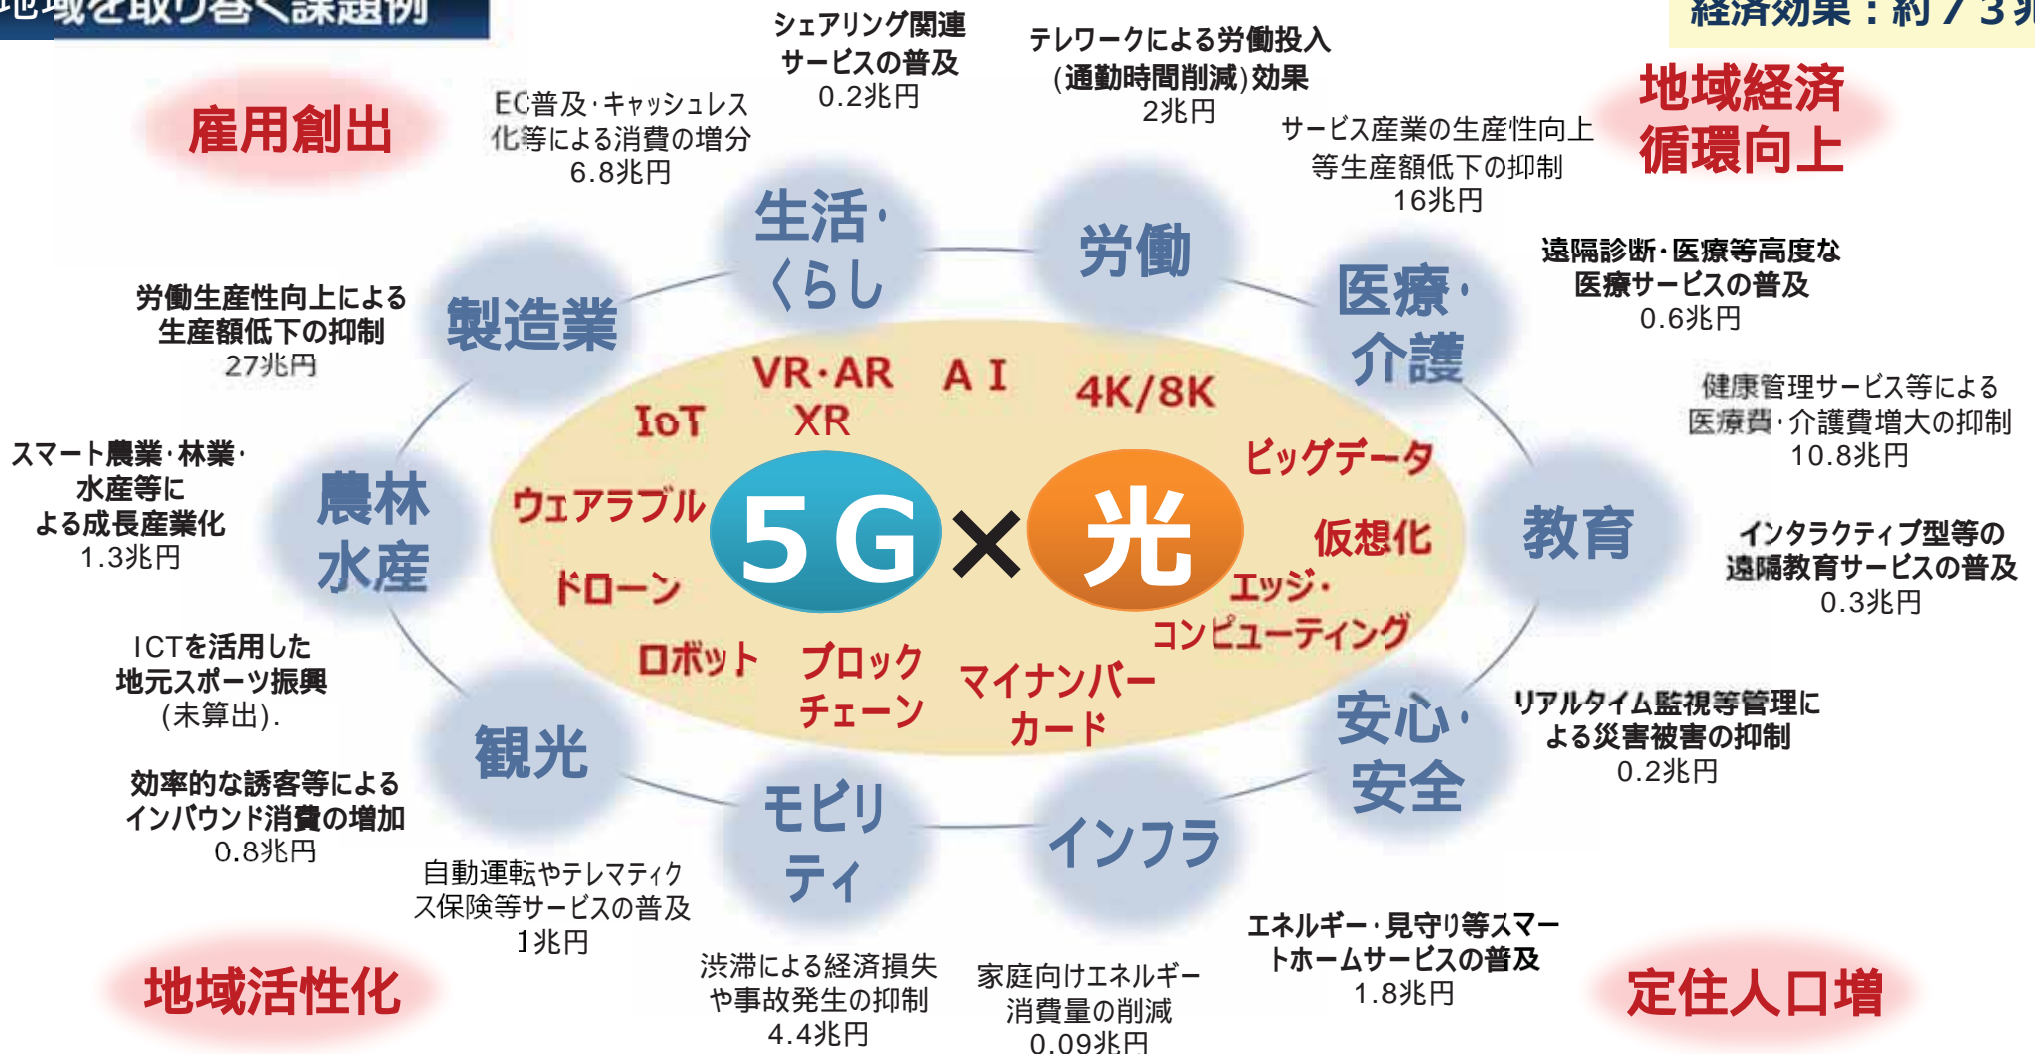 地域を取り巻く課題例
経済効果：約73兆
シェアリング関連
サービスの普及
0.2兆円
テレワークによる労働投入
(通勤時間削減)効果
2兆円
雇用創出
EC普及･キャッシュレス
化等による消費の増分
6.8兆円
サービス産業の生産性向上
等生産額低下の抑制
16兆円
地域経済
循環向上
生活･
くらし
労働
医療･
介護
遠隔診断･医療等高度な
医療サービスの普及
0.6兆円
労働生産性向上による
生産額低下の抑制
27兆円
製造業
健康管理サービス等による
医療費･介護費増大の抑制
10.8兆円
VR･AR
XR
AI
4K/8K
IoT
ビッグデータ
スマート農業･林業･
水産等に
よる成長産業化
1.3兆円
農林
水産
ウェアラブル
5G×光
仮想化
教育
インタラクティブ型等の
遠隔教育サービスの普及
0.3兆円
ドローン
エッジ･
コンピューティング
ロボット
ブロック
チェーン
マイナンバー
カード
ICTを活用した
地元スポーツ振興
(未算出).
観光
安心･
安全
リアルタイム監視等管理に
よる災害被害の抑制
0.2兆円
効率的な誘客等による
インバウンド消費の増加
0.8兆円
モビリ
ティ
インフラ
自動運転やテレマティク
ス保険等サービスの普及
1兆円
エネルギー･見守り等スマー
トホームサービスの普及
1.8兆円
地域活性化
渋滞による経済損失
や事故発生の抑制
4.4兆円
家庭向けエネルギー
消費量の削減
0.09兆円
定住人口増